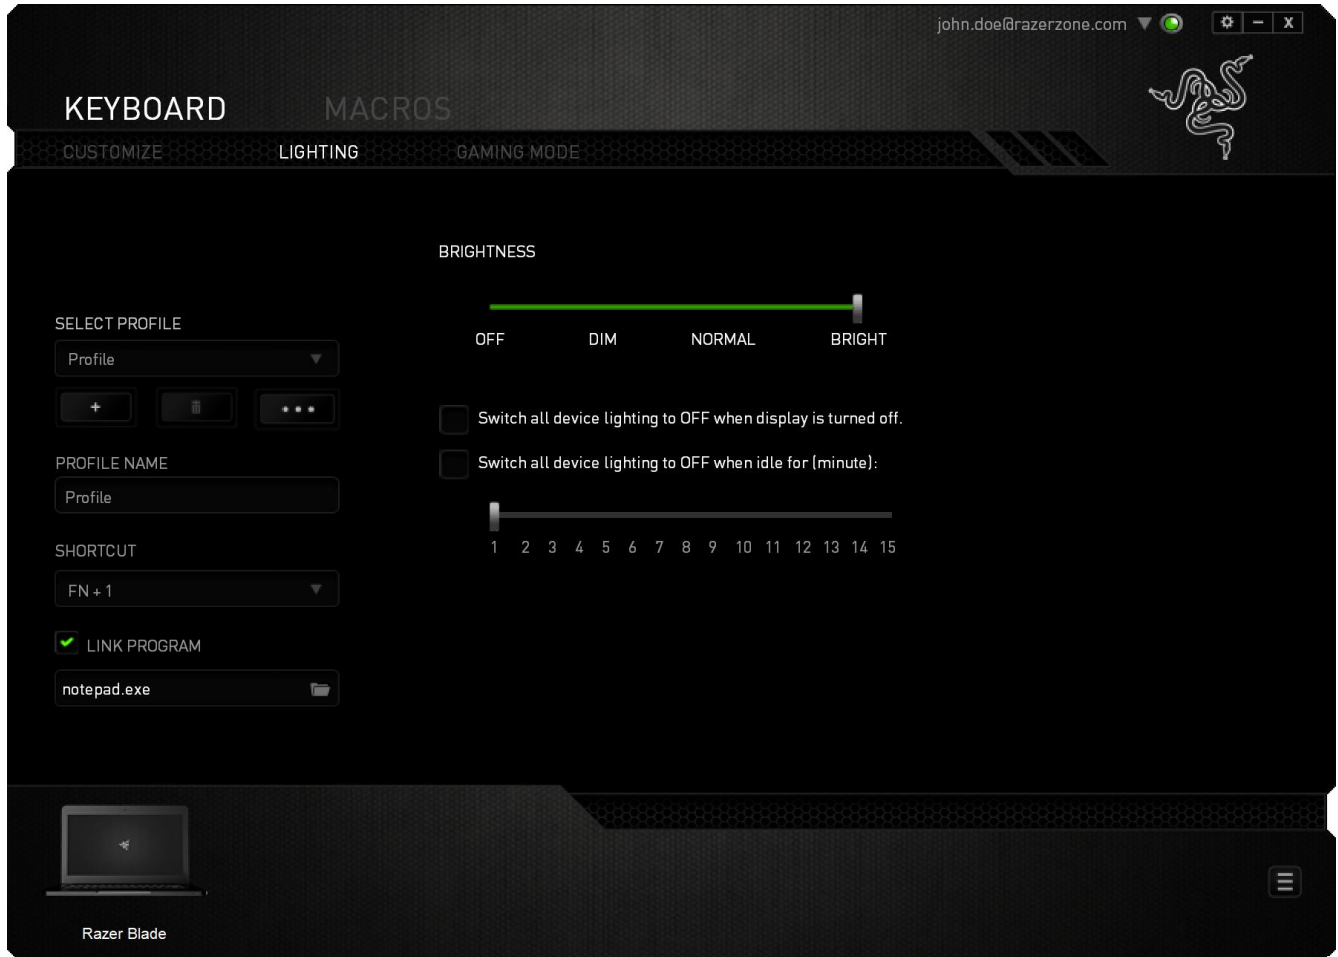 john.doe@razerzone.com
X
KEYBOARD
MACROS
CUSTOMIZE
LIGHTING
GAMING MODE
BRIGHTNESS
OFF DIM NORMAL BRIGHT
SELECT PROFILE
Profile
+
PROFILE NAME
Profile
SHORTCUT
FN + 1
LINK PROGRAM
notepad.exe
Switch all device lighting to OFF when display is turned off.
Switch all device lighting to OFF when idle for (minute):
1 2 3 4 5 6 7 8 9 10 11 12 13 14 15
Razer Blade